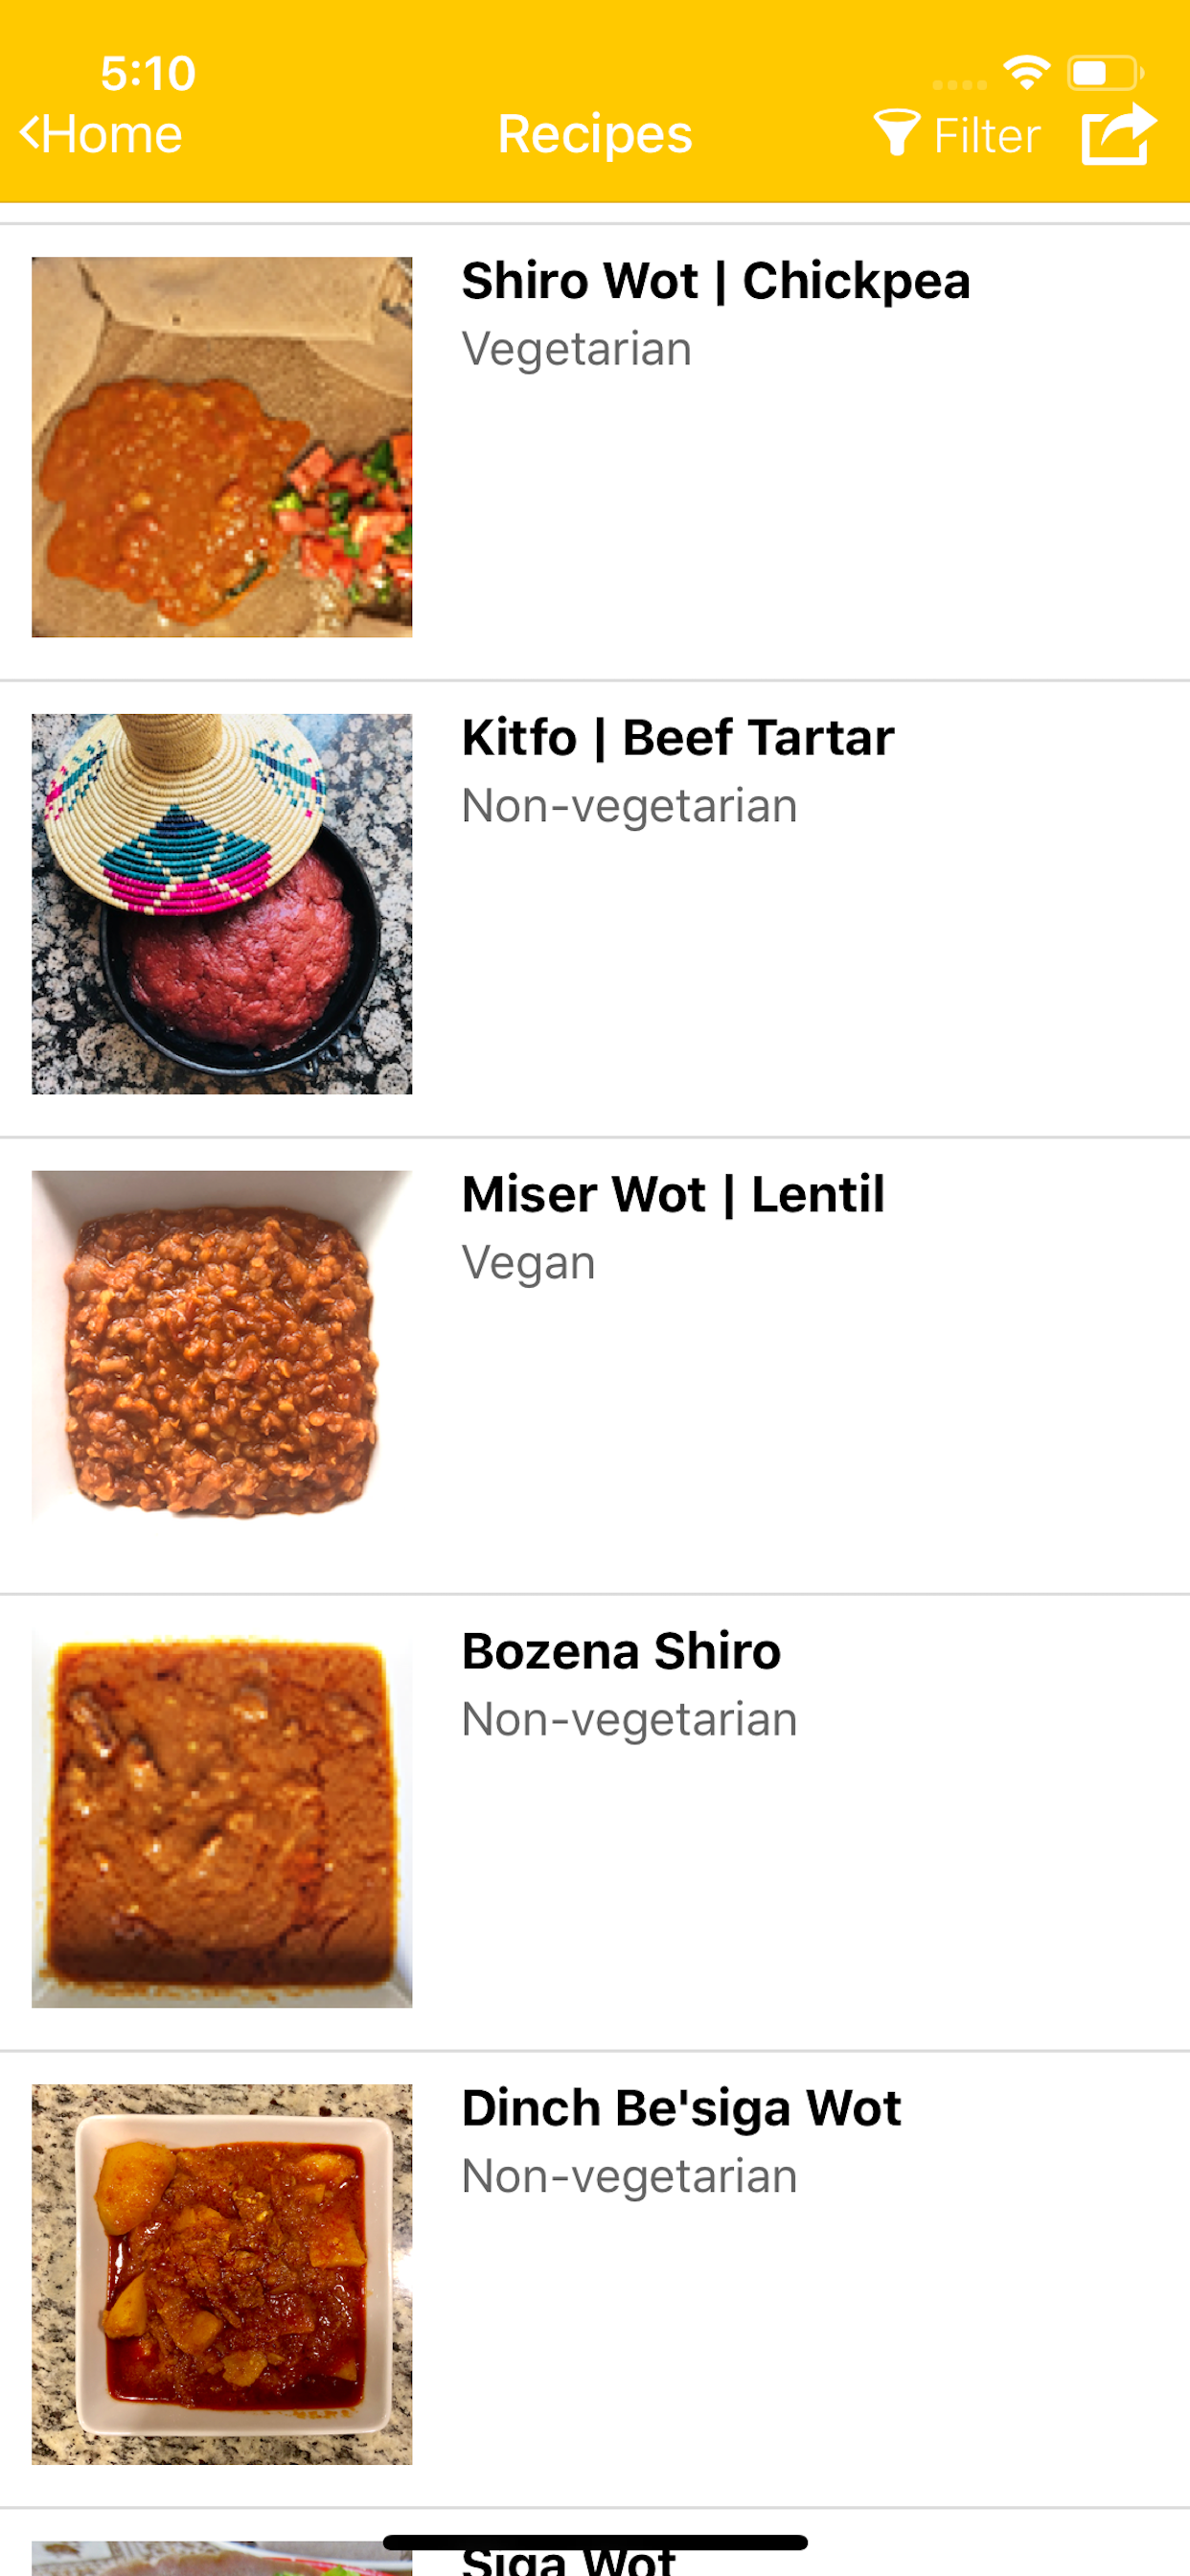 5:10
Home
Recipes
Filter
Shiro Wot | Chickpea
Vegetarian
Kitfo | Beef Tartar
Non-vegetarian
Miser Wot | Lentil
Vegan
Bozena Shiro
Non-vegetarian
Dinch Be'siga Wot
Non-vegetarian
Siga Wot